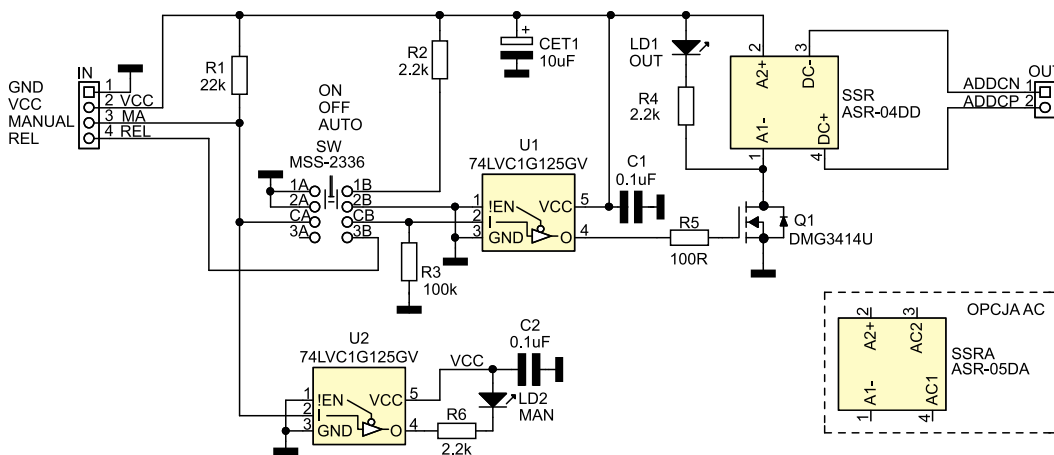 IN
GND
VCC
MANUAL
REL
1
2 VCC
3 MA
4 REL
R1
22k
R2
2.2k
+
CET1
10uF
ON
OFF
AUTO
SW
MSS-2336
1A
2A
CA
3A
1B
2B
CB
3B
R3
100k
U1
74LVC1G125GV
1 !EN
2 I
3 GND
VCC 5
O 4
C1
0.1uF
LD1
OUT
R4
2.2k
R5
100R
Q1
DMG3414U
2
A2+
3
DC-
A1-
1
DC+
4
SSR
ASR-04DD
OUT
ADDCN 1
ADDCP 2
U2
74LVC1G125GV
1 !EN
2 I
3 GND
VCC 5
O 4
VCC
C2
0.1uF
LD2
MAN
R6
2.2k
OPCJA AC
2
A2+
3
AC2
A1-
1
AC1
4
SSRA
ASR-05DA